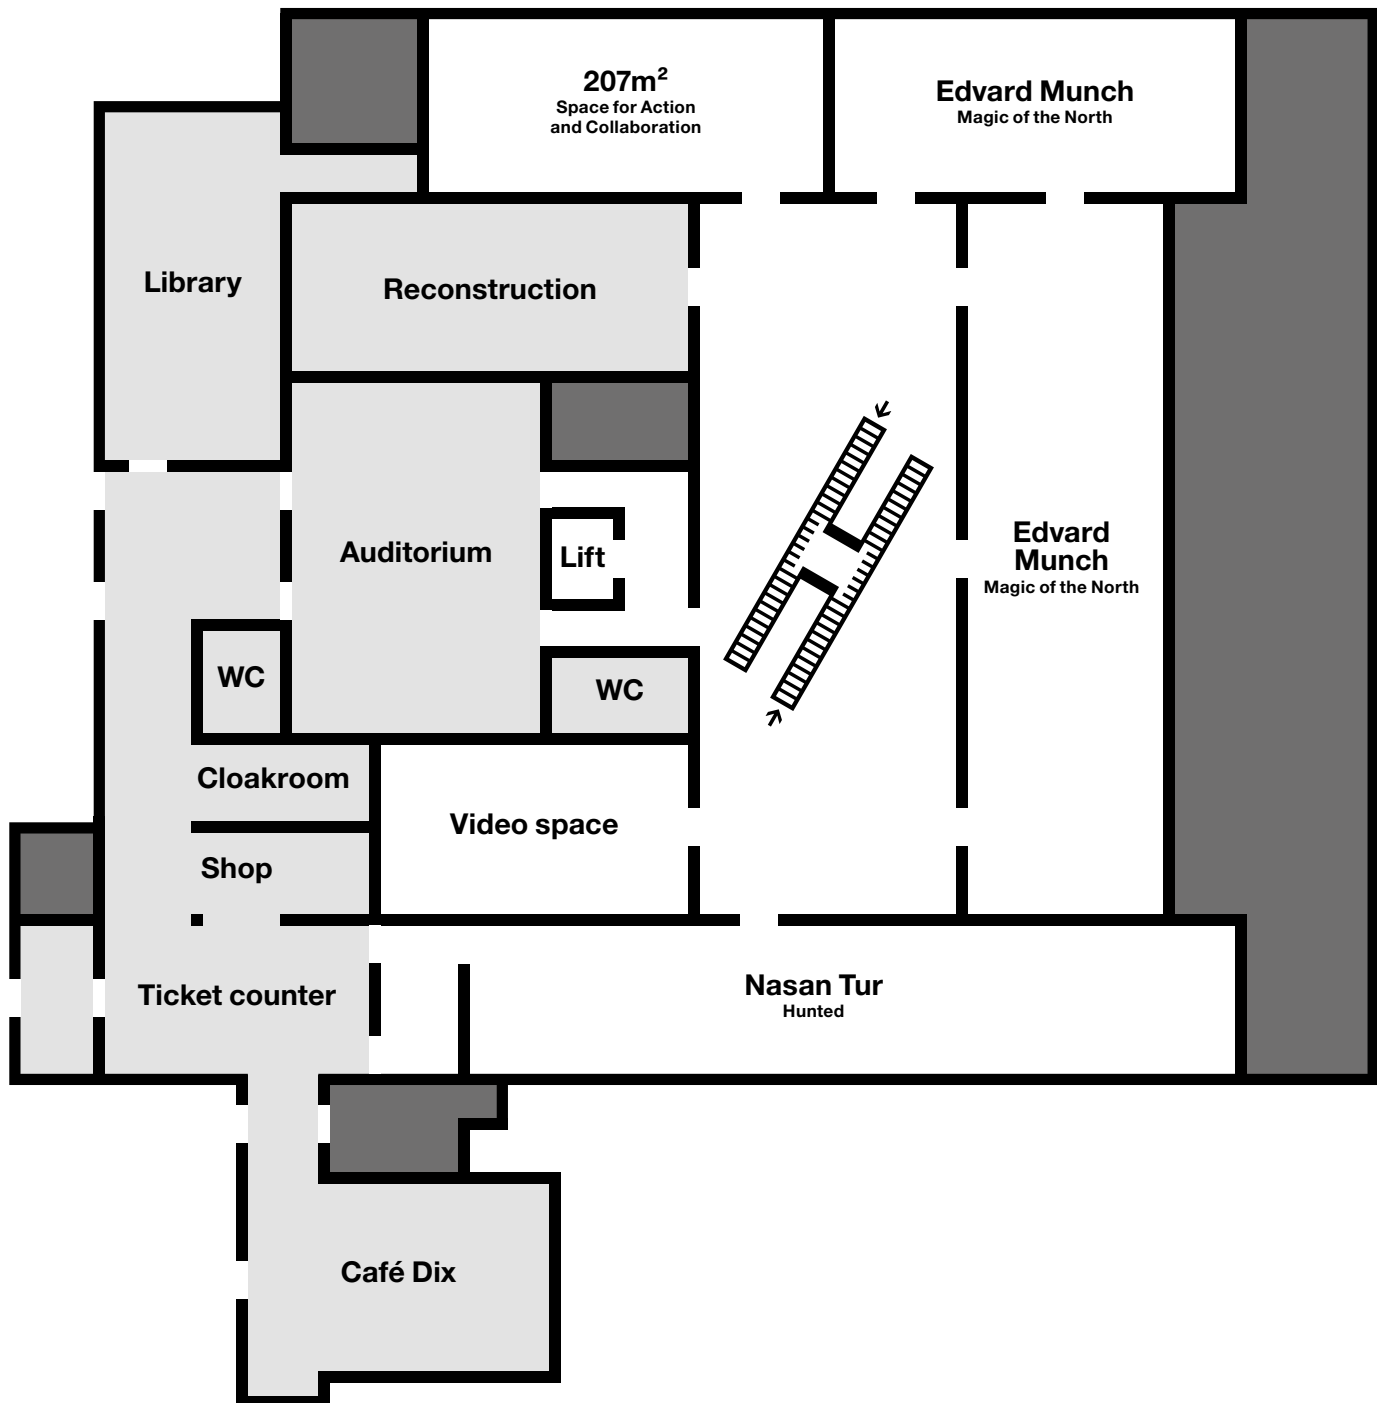 207m²
Space for Action
and Collaboration
Edvard Munch
Magic of the North
Library
Reconstruction
Auditorium
Lift
Edvard
Munch
Magic of the North
WC
WC
Cloakroom
Video space
Shop
Ticket counter
Nasan Tur
Hunted
Café Dix